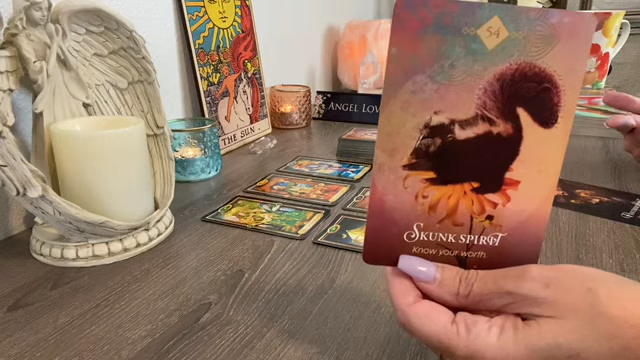 THE SUN.
ANGEL LOV
54
SKUNK SPIRIT
Know your worth.